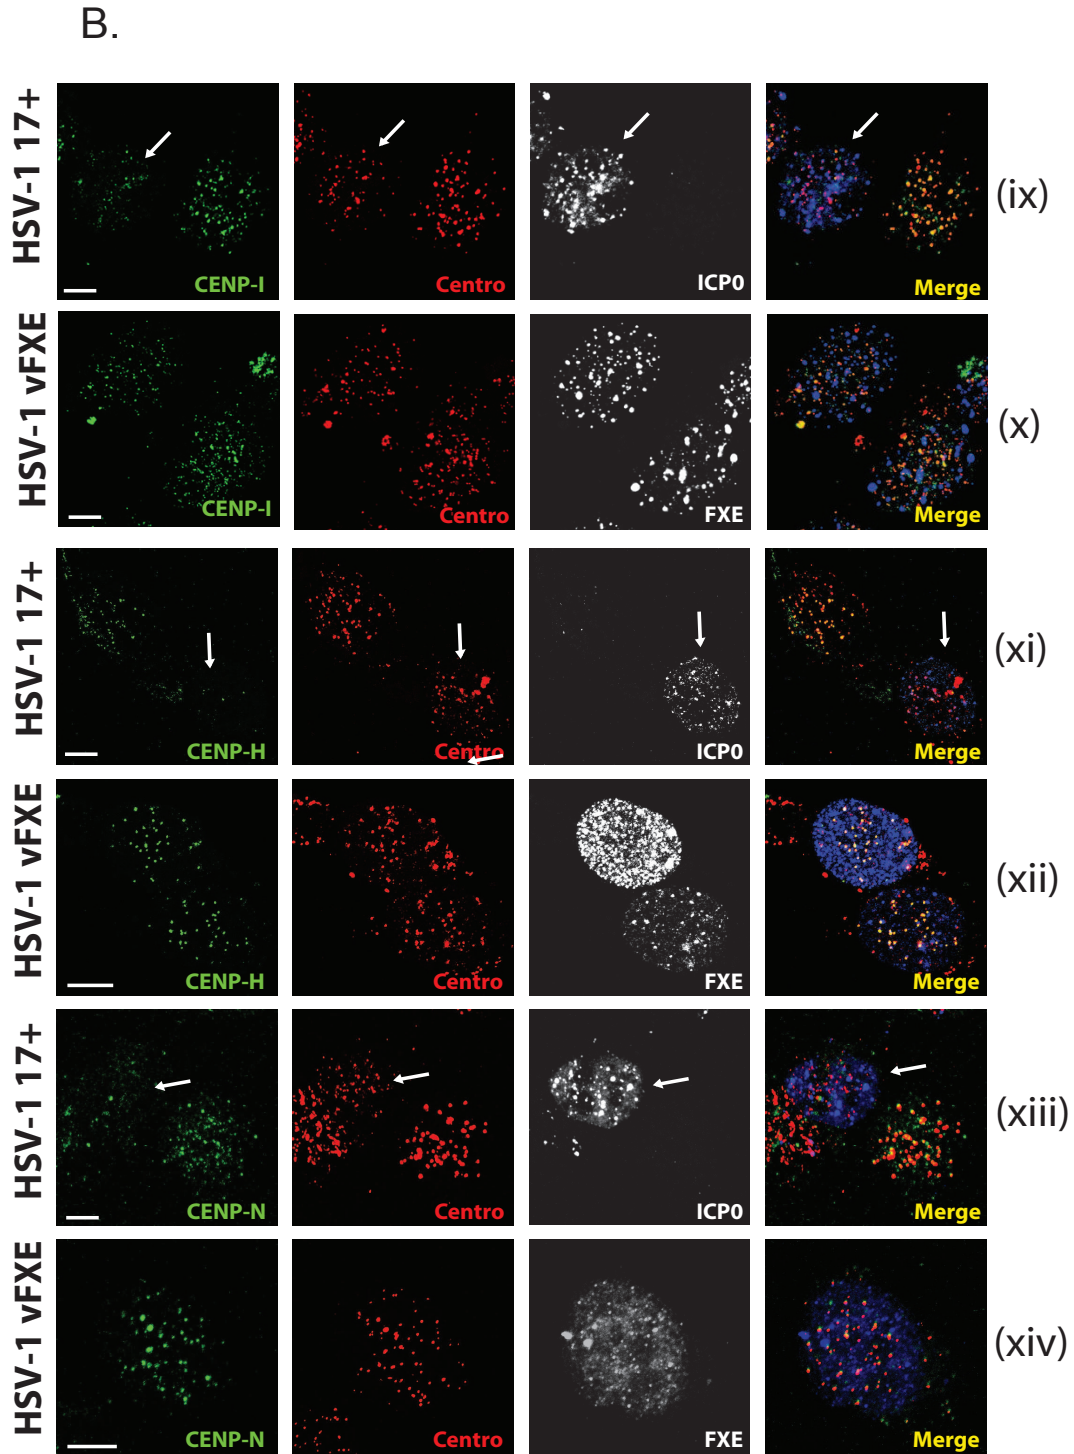 B.
HSV-1 17+
CENP-I
Centro
ICP0
Merge
(ix)
HSV-1 vFXE
CENP-I
Centro
FXE
Merge
(x)
HSV-1 17+
CENP-H
Centro
ICP0
Merge
(xi)
HSV-1 vFXE
CENP-H
Centro
FXE
Merge
(xii)
HSV-1 17+
CENP-N
Centro
ICP0
Merge
(xiii)
HSV-1 vFXE
CENP-N
Centro
FXE
Merge
(xiv)